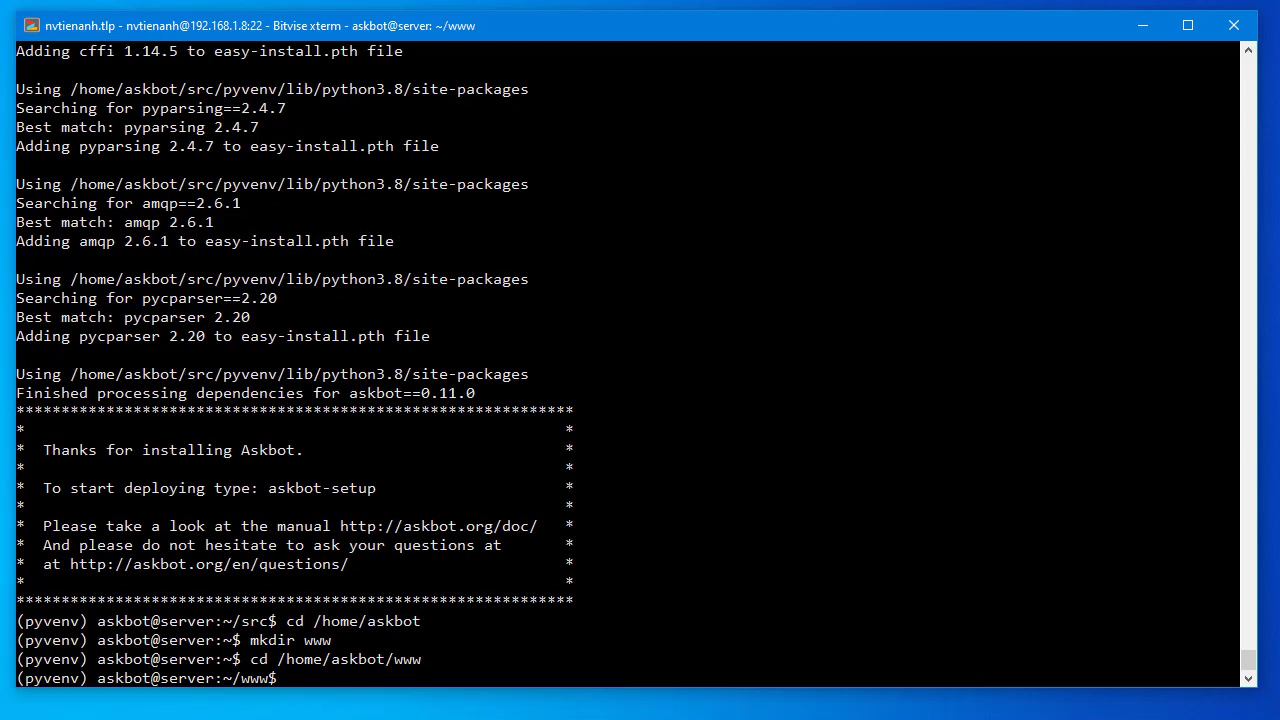 nvtienanh.tlp - nvtienanh@192.168.1.8:22 - Bitvise xterm - askbot@server: ~/www
Adding cffi 1.14.5 to easy-install.pth file
Using /home/askbot/src/pyvenv/lib/python3.8/site-packages
Searching for pyparsing==2.4.7
Best match: pyparsing 2.4.7
Adding pyparsing 2.4.7 to easy-install.pth file
Using /home/askbot/src/pyvenv/lib/python3.8/site-packages
Searching for amqp==2.6.1
Best match: amqp 2.6.1
Adding amqp 2.6.1 to easy-install.pth file
Using /home/askbot/src/pyvenv/lib/python3.8/site-packages
Searching for pycparser==2.20
Best match: pycparser 2.20
Adding pycparser 2.20 to easy-install.pth file
Using /home/askbot/src/pyvenv/lib/python3.8/site-packages
Finished processing dependencies for askbot==0.11.0
**************************************************************
*                                                            *
*  Thanks for installing Askbot.                             *
*                                                            *
*  To start deploying type: askbot-setup                     *
*                                                            *
*  Please take a look at the manual http://askbot.org/doc/   *
*  And please do not hesitate to ask your questions at       *
*  at http://askbot.org/en/questions/                        *
*                                                            *
**************************************************************
(pyvenv) askbot@server:~/src$ cd /home/askbot
(pyvenv) askbot@server:~$ mkdir www
(pyvenv) askbot@server:~$ cd /home/askbot/www
(pyvenv) askbot@server:~/www$